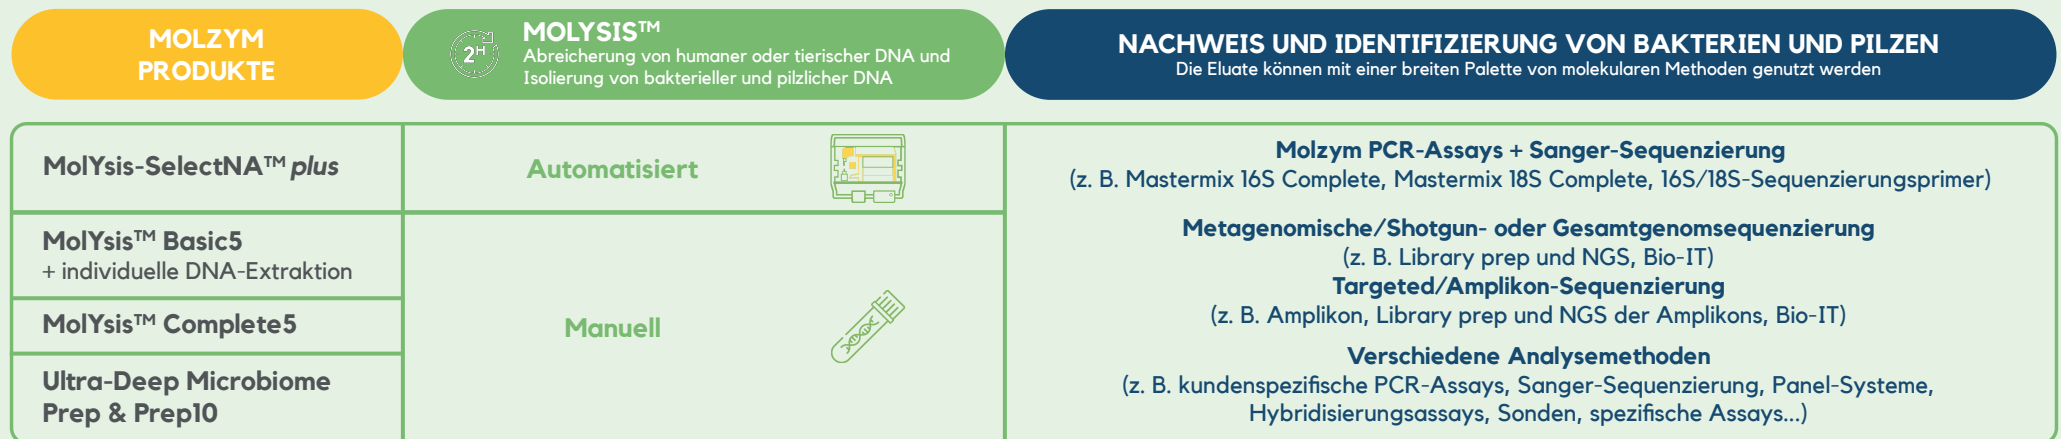 MOLZYM
PRODUKTE
2H
MOLYSIS™
Abreicherung von humaner oder tierischer DNA und
Isolierung von bakterieller und pilzlicher DNA
NACHWEIS UND IDENTIFIZIERUNG VON BAKTERIEN UND PILZEN
Die Eluate können mit einer breiten Palette von molekularen Methoden genutzt werden
MolYsis-SelectNA™ plus
Automatisiert
MolYsis™ Basic5
+ individuelle DNA-Extraktion
MolYsis™ Complete5
Ultra-Deep Microbiome
Prep & Prep10
Manuell
Molzym PCR-Assays + Sanger-Sequenzierung
(z. B. Mastermix 16S Complete, Mastermix 18S Complete, 16S/18S-Sequenzierungsprimer)
Metagenomische/Shotgun- oder Gesamtgenomsequenzierung
(z. B. Library prep und NGS, Bio-IT)
Targeted/Amplikon-Sequenzierung
(z. B. Amplikon, Library prep und NGS der Amplikons, Bio-IT)
Verschiedene Analysemethoden
(z. B. kundenspezifische PCR-Assays, Sanger-Sequenzierung, Panel-Systeme,
Hybridisierungsassays, Sonden, spezifische Assays...)